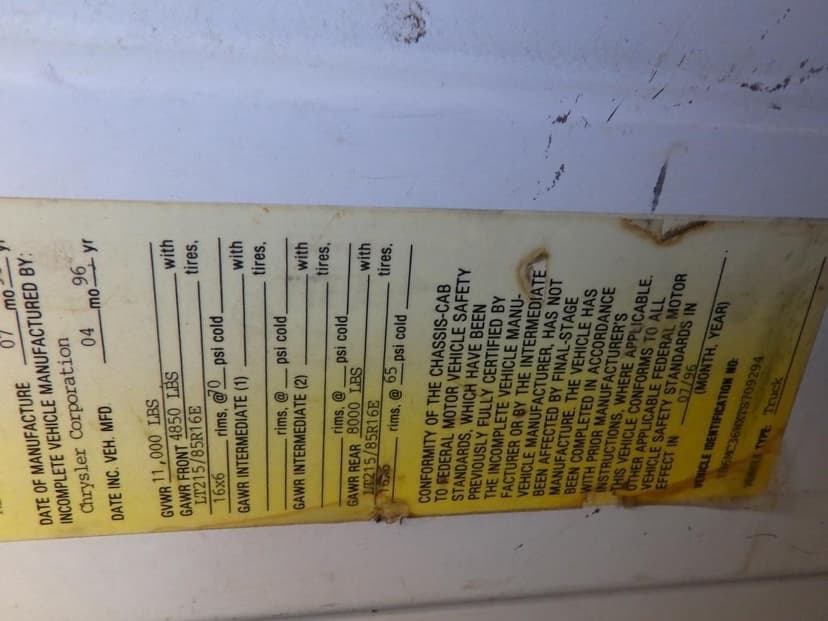 07 mo
DATE OF MANUFACTURE
INCOMPLETE VEHICLE MANUFACTURED BY:
Chrysler Corporation
DATE INC. VEH. MFD. 04 mo 96 yr
GVWR 11,000 LBS
GAWR FRONT 4850 LBS with
LT215/85R16E tires,
16x6 rims, @ 70 psi cold
GAWR INTERMEDIATE (1) with
tires,
rims, @ psi cold
GAWR INTERMEDIATE (2) with
tires,
rims, @ psi cold
GAWR REAR 8000 LBS with
LT215/85R16E tires,
rims, @ 65 psi cold
CONFORMITY OF THE CHASSIS-CAB
TO FEDERAL MOTOR VEHICLE SAFETY
STANDARDS, WHICH HAVE BEEN
PREVIOUSLY FULLY CERTIFIED BY
THE INCOMPLETE VEHICLE MANU-
FACTURER OR BY THE INTERMEDIATE
VEHICLE MANUFACTURER, HAS NOT
BEEN AFFECTED BY FINAL-STAGE
MANUFACTURE. THE VEHICLE HAS
BEEN COMPLETED IN ACCORDANCE
WITH PRIOR MANUFACTURER'S
INSTRUCTIONS, WHERE APPLICABLE.
THIS VEHICLE CONFORMS TO ALL
OTHER APPLICABLE FEDERAL MOTOR
VEHICLE SAFETY STANDARDS IN
EFFECT IN 07/96 .
(MONTH, YEAR)
VEHICLE IDENTIFICATION NO:
VEHICLE TYPE: Truck